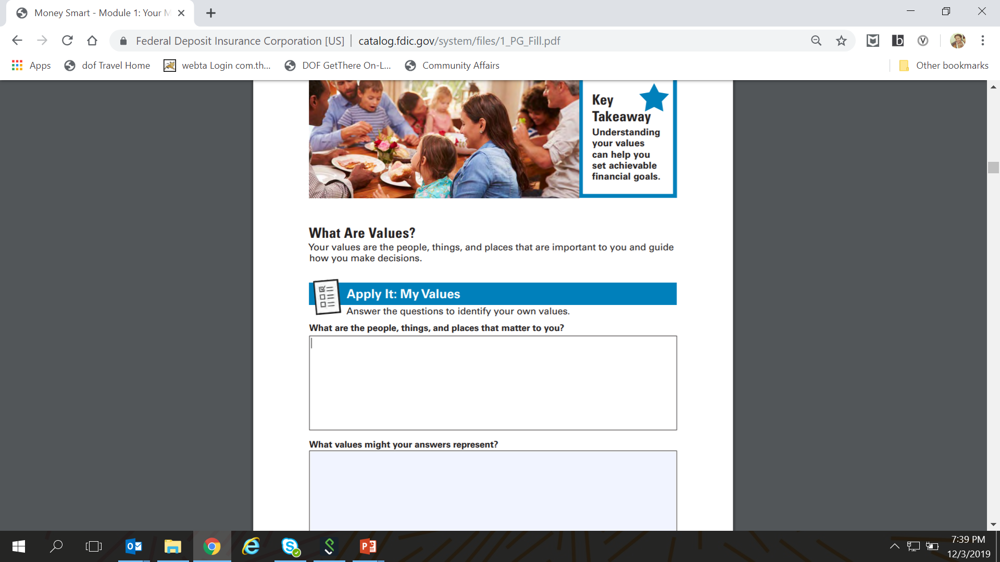 Money Smart - Module 1: Your M
Federal Deposit Insurance Corporation [US] | catalog.fdic.gov/system/files/1_PG_Fill.pdf
Apps dof Travel Home webta Login com.th... DOF GetThere On-L... Community Affairs Other bookmarks
Key
Takeaway
Understanding
your values
can help you
set achievable
financial goals.
What Are Values?
Your values are the people, things, and places that are important to you and guide
how you make decisions.
Apply It: My Values
Answer the questions to identify your own values.
What are the people, things, and places that matter to you?
What values might your answers represent?
7:39 PM
12/3/2019